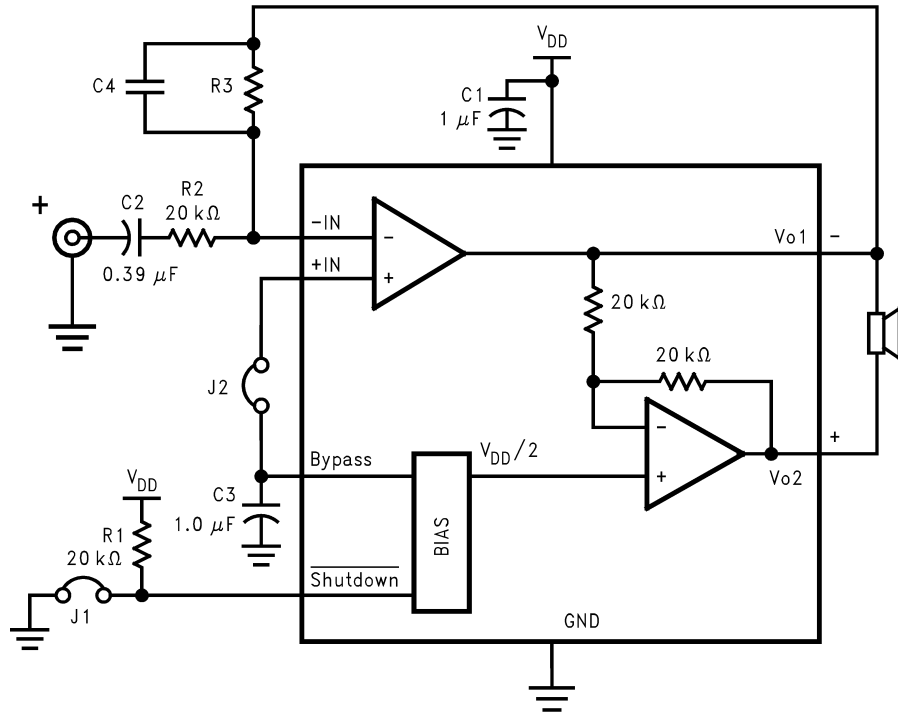 V_DD
C4
R3
C1
1 μF
+
C2
0.39 μF
R2
20 kΩ
-IN
+IN
-
+
Vo1 -
20 kΩ
20 kΩ
J2
Bypass
V_DD/2
-
+
+
Vo2
C3
1.0 μF
BIAS
V_DD
R1
20 kΩ
J1
Shutdown
GND